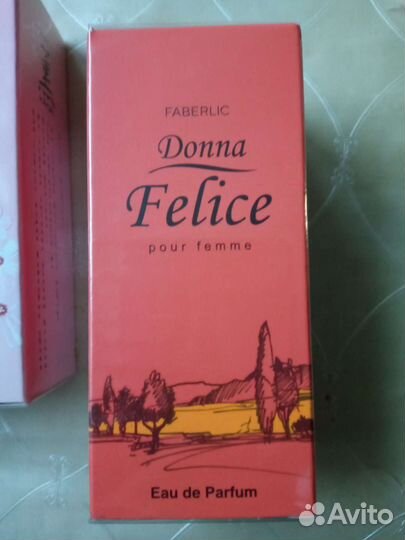 FABERLIC
Donna
Felice
pour femme
Eau de Parfum
Avito